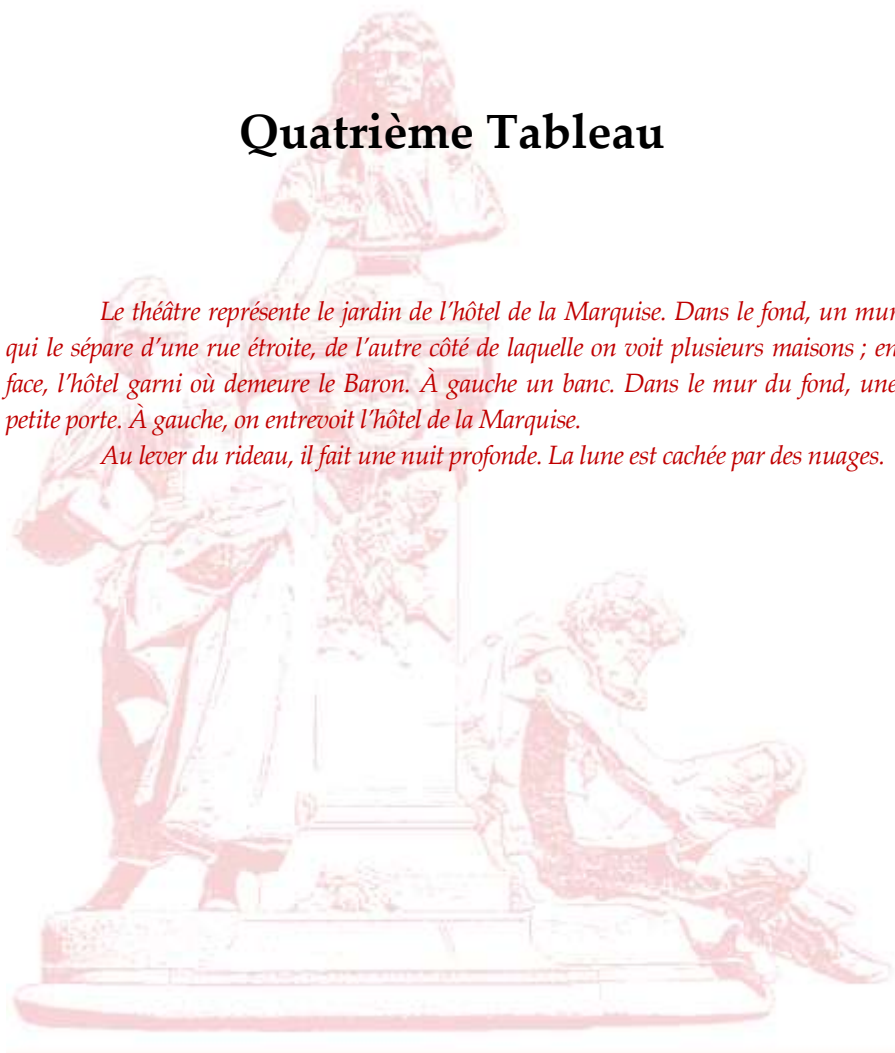 Quatrième Tableau
Le théâtre représente le jardin de l’hôtel de la Marquise. Dans le fond, un mur
qui le sépare d’une rue étroite, de l’autre côté de laquelle on voit plusieurs maisons ; en
face, l’hôtel garni où demeure le Baron. À gauche un banc. Dans le mur du fond, une
petite porte. À gauche, on entrevoit l’hôtel de la Marquise.
Au lever du rideau, il fait une nuit profonde. La lune est cachée par des nuages.